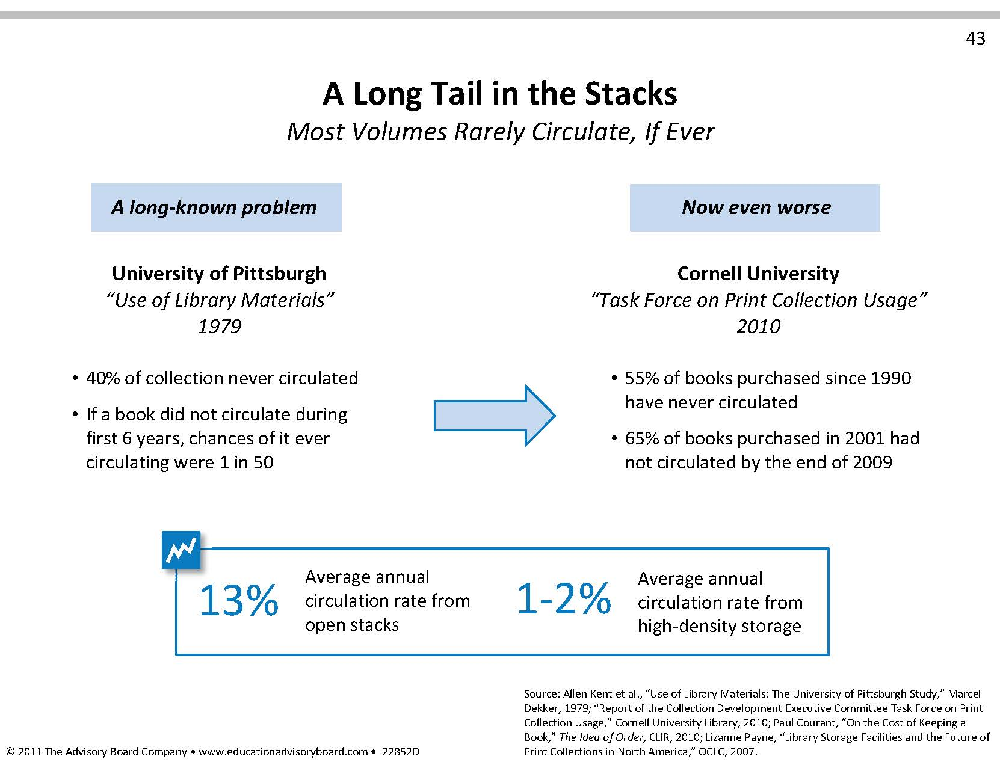 43
A Long Tail in the Stacks
Most Volumes Rarely Circulate, If Ever
A long-known problem
University of Pittsburgh
“Use of Library Materials”
1979
• 40% of collection never circulated
• If a book did not circulate during
first 6 years, chances of it ever
circulating were 1 in 50
Now even worse
Cornell University
“Task Force on Print Collection Usage”
2010
• 55% of books purchased since 1990
have never circulated
• 65% of books purchased in 2001 had
not circulated by the end of 2009
13%
Average annual
circulation rate from
open stacks
1-2%
Average annual
circulation rate from
high-density storage
Source: Allen Kent et al., “Use of Library Materials: The University of Pittsburgh Study,” Marcel
Dekker, 1979; “Report of the Collection Development Executive Committee Task Force on Print
Collection Usage,” Cornell University Library, 2010; Paul Courant, “On the Cost of Keeping a
Book,” The Idea of Order, CLIR, 2010; Lizanne Payne, “Library Storage Facilities and the Future of
Print Collections in North America,” OCLC, 2007.
© 2011 The Advisory Board Company • www.educationadvisoryboard.com • 22852D